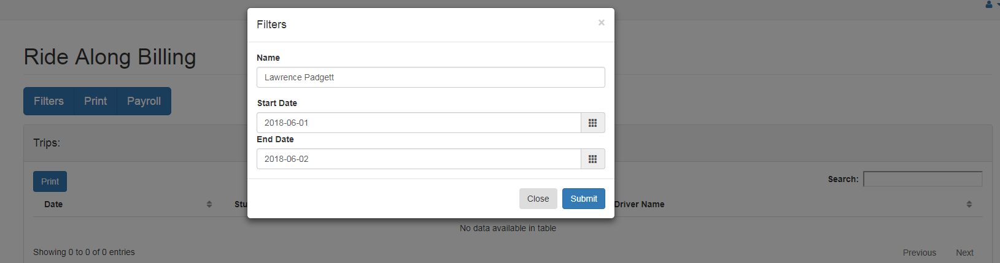 Filters
×
Ride Along Billing
Name
Lawrence Padgett
Filters Print Payroll
Start Date
2018-06-01
End Date
2018-06-02
Trips:
Print
Search:
Close Submit
Date Stu Driver Name
No data available in table
Showing 0 to 0 of 0 entries
Previous Next